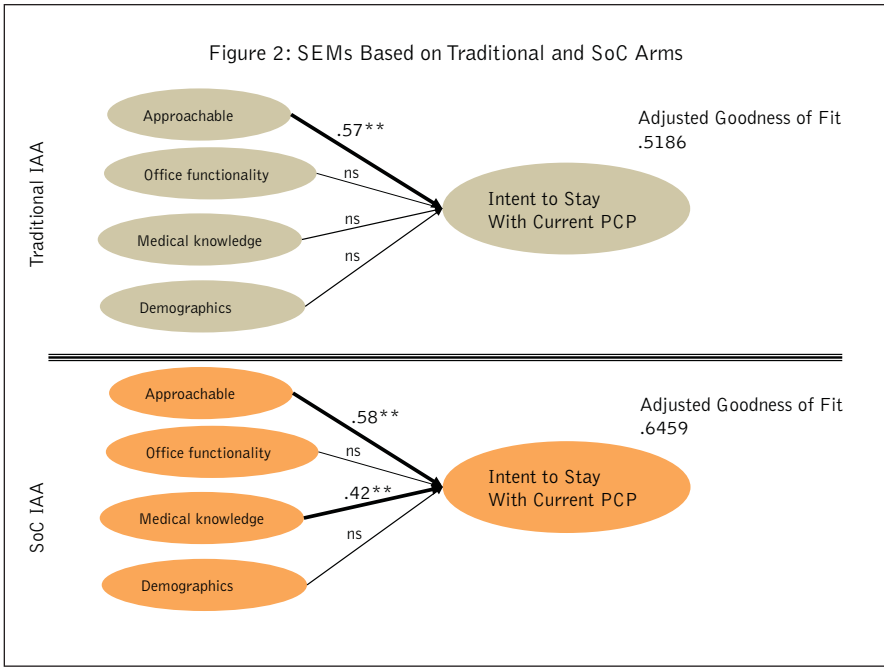 Figure 2: SEMs Based on Traditional and SoC Arms
Traditional IAA
Approachable
.57**
Adjusted Goodness of Fit
.5186
Office functionality
ns
Intent to Stay
With Current PCP
Medical knowledge
ns
ns
Demographics
SoC IAA
Approachable
.58**
Adjusted Goodness of Fit
.6459
Office functionality
ns
Intent to Stay
With Current PCP
Medical knowledge
.42**
ns
Demographics